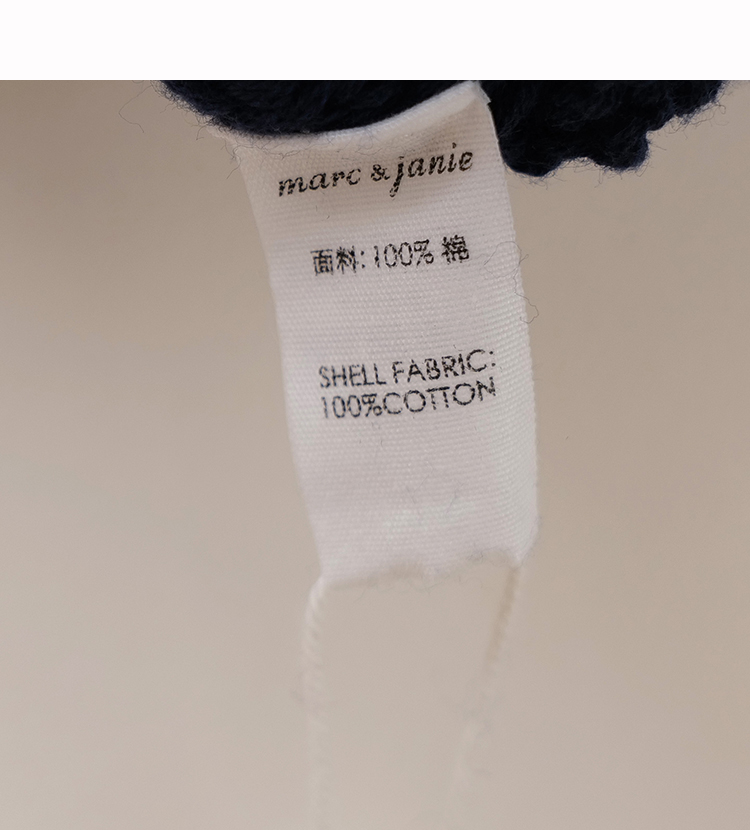 marc & janie
面料: 100% 棉
SHELL FABRIC:
100%COTTON